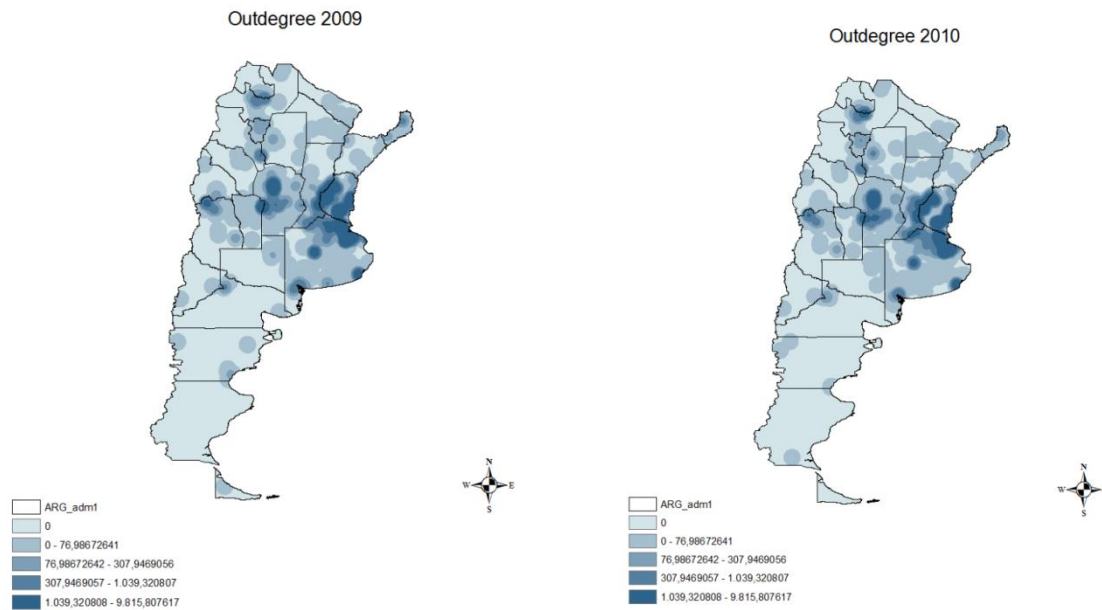 Outdegree 2009
N
W
E
S
ARG_adm1
0
0 - 76,98672641
76,98672642 - 307,9469056
307,9469057 - 1.039,320807
1.039,320808 - 9.815,807617
Outdegree 2010
N
W
E
S
ARG_adm1
0
0 - 76,98672641
76,98672642 - 307,9469056
307,9469057 - 1.039,320807
1.039,320808 - 9.815,807617